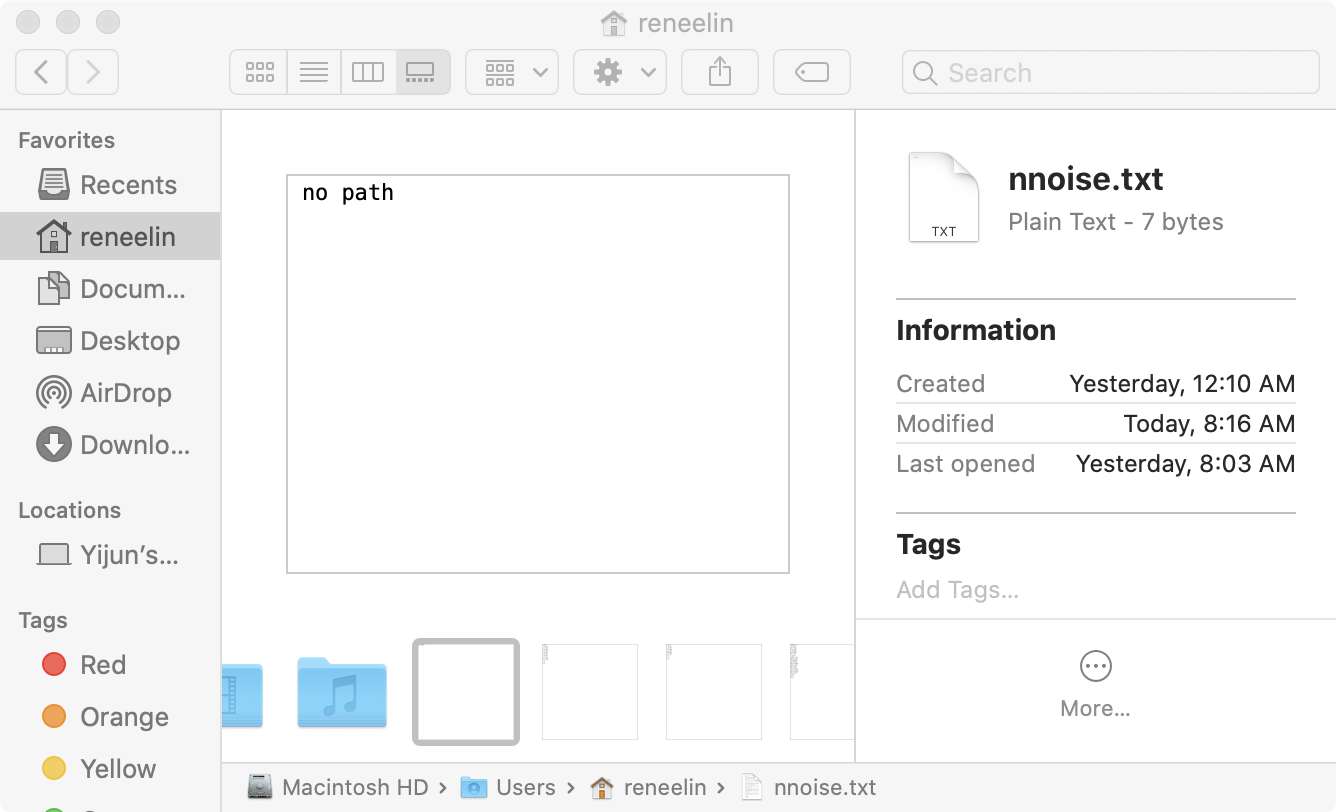 reneelin
Search
Favorites
Recents
reneelin
Docum...
Desktop
AirDrop
Downlo...
Locations
Yijun’s...
Tags
Red
Orange
Yellow
no path
TXT
nnoise.txt
Plain Text - 7 bytes
Information
Created Yesterday, 12:10 AM
Modified Today, 8:16 AM
Last opened Yesterday, 8:03 AM
Tags
Add Tags...
More...
Macintosh HD › Users › reneelin › nnoise.txt